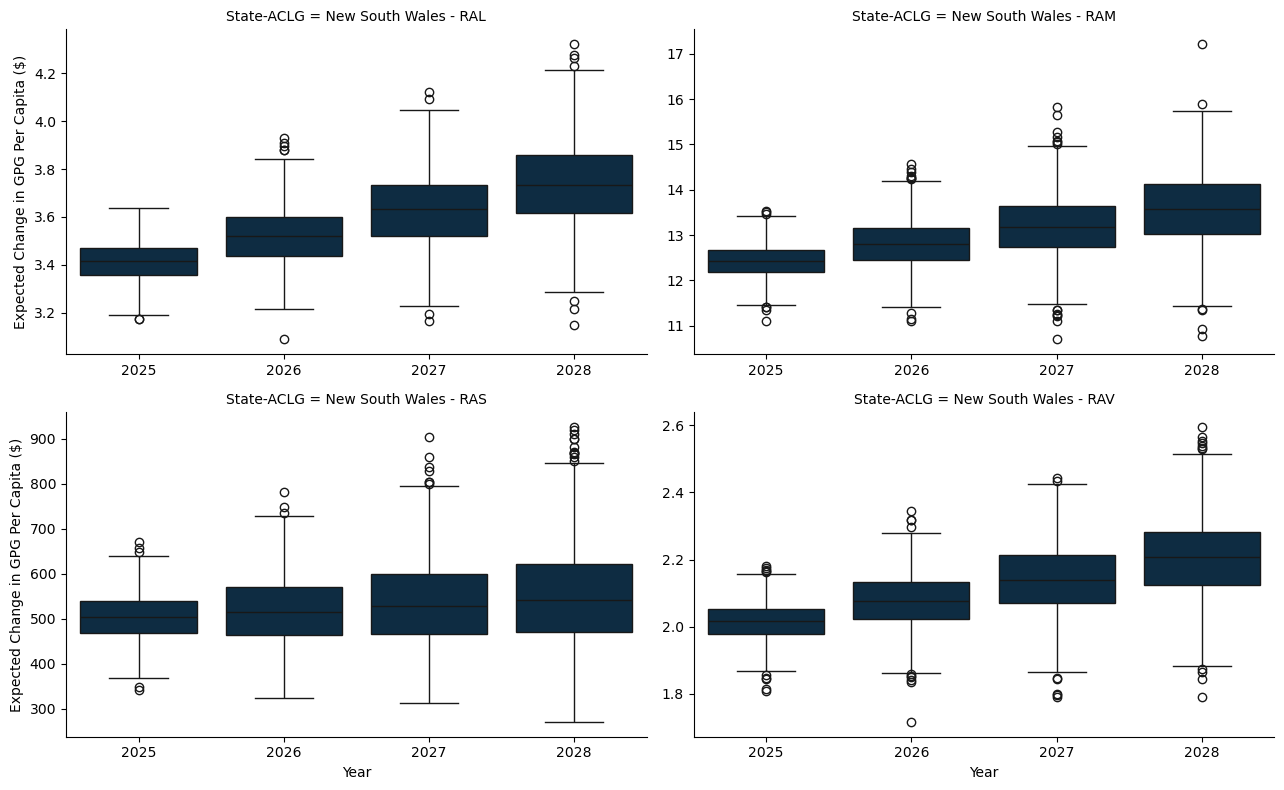 State-ACLG = New South Wales - RAL
Expected Change in GPG Per Capita ($)
4.2
4.0
3.8
3.6
3.4
3.2
2025 2026 2027 2028
State-ACLG = New South Wales - RAM
17
16
15
14
13
12
11
2025 2026 2027 2028
State-ACLG = New South Wales - RAS
Expected Change in GPG Per Capita ($)
900
800
700
600
500
400
300
2025 2026 2027 2028
Year
State-ACLG = New South Wales - RAV
2.6
2.4
2.2
2.0
1.8
2025 2026 2027 2028
Year